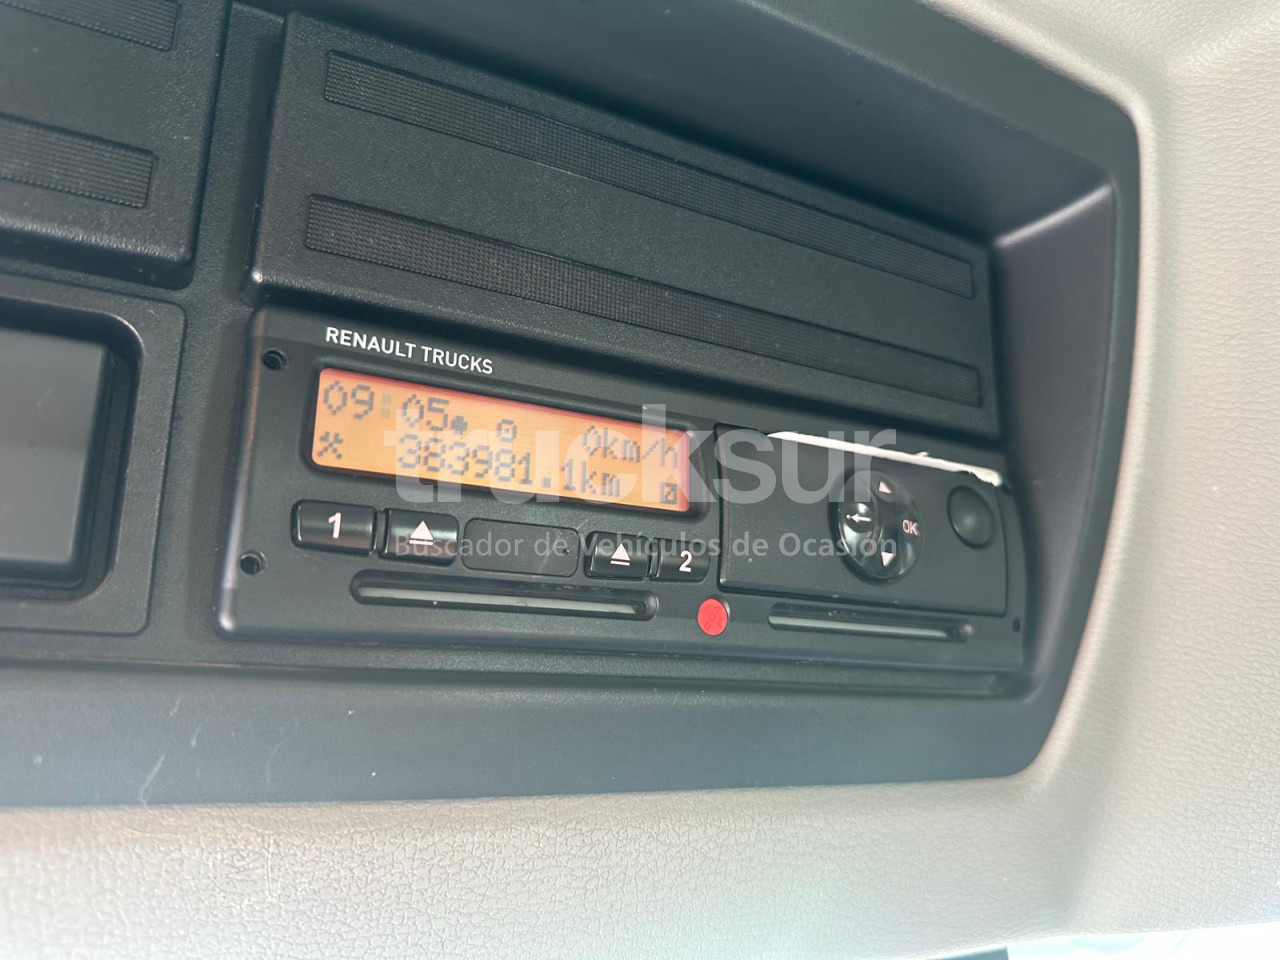 RENAULT TRUCKS
09:05 0km/h
383981.1km
1 2
OK
trucksur
Buscador de Vehículos de Ocasión